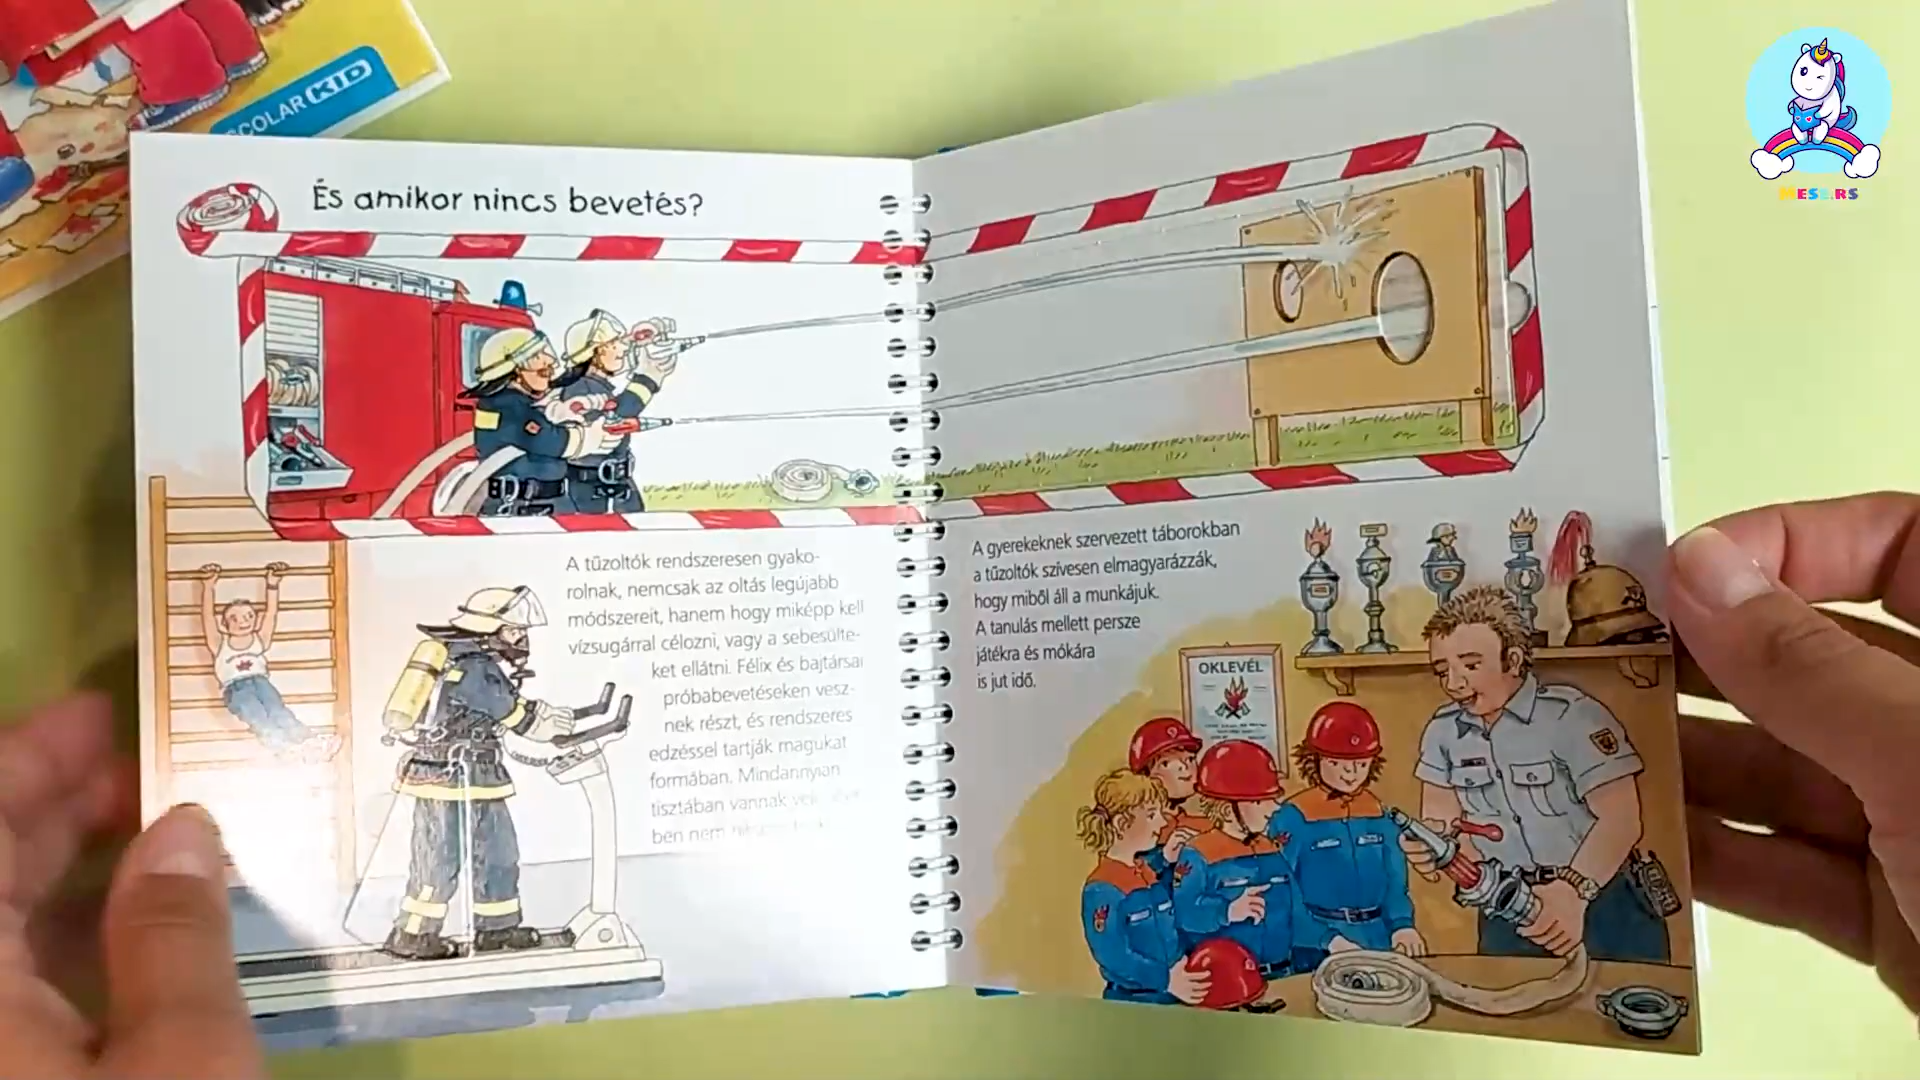 SCOLAR KID
MESE.RS
És amikor nincs bevetés?
A tűzoltók rendszeresen gyako-
rolnak, nemcsak az oltás legújabb
módszereit, hanem hogy miképp kell
vízsugárral célozni, vagy a sebesülte-
ket ellátni. Félix és bajtársai
próbabevetéseken vesz-
nek részt, és rendszeres
edzéssel tartják magukat
formában. Mindannyian
tisztában vannak
ben nem
A gyerekeknek szervezett táborokban
a tűzoltók szívesen elmagyarázzák,
hogy miből áll a munkájuk.
A tanulás mellett persze
játékra és mókára
is jut idő.
OKLEVÉL